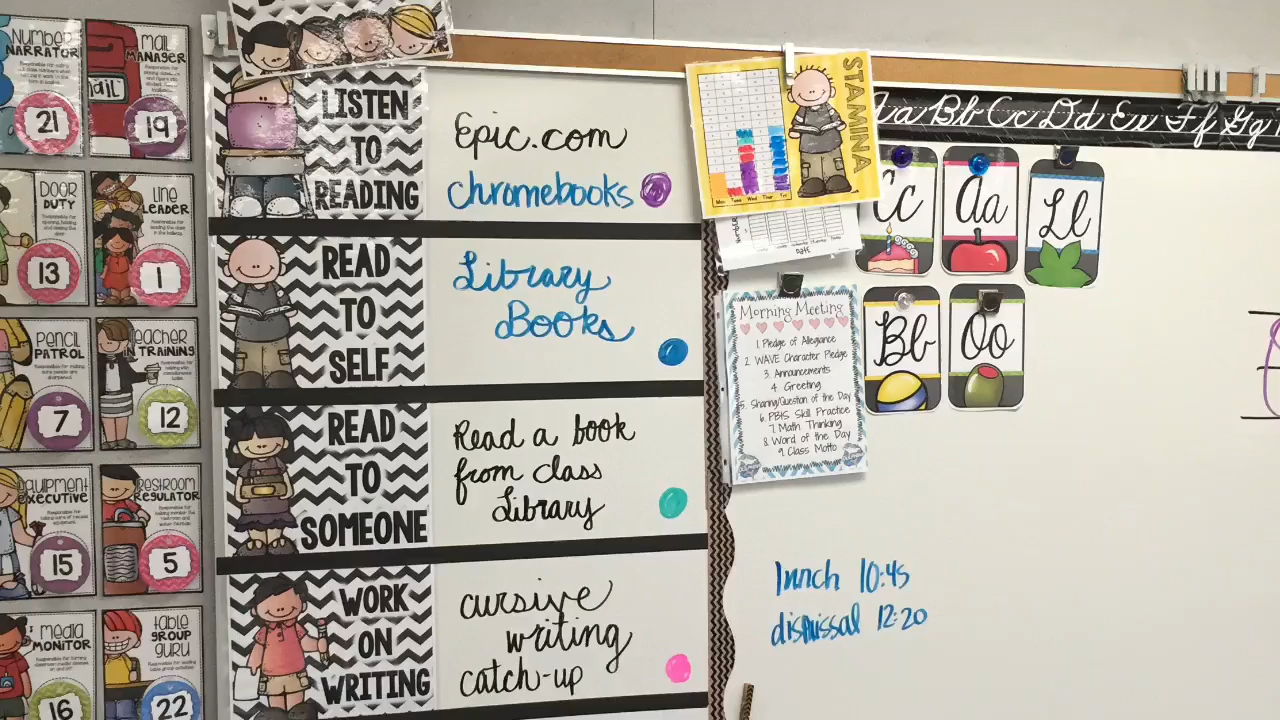 NUMBER
NARRATOR
21
MAIL
MANAGER
19
DOOR
DUTY
13
LINE
LEADER
1
PENCIL
PATROL
7
TEACHER
IN TRAINING
12
EQUIPMENT
EXECUTIVE
15
RESTROOM
REGULATOR
5
MEDIA
MONITOR
16
TABLE
GROUP
GURU
22
LISTEN
TO
READING
Epic.com
chromebooks
READ
TO
SELF
Library
Books
READ
TO
SOMEONE
Read a book
from class
Library
WORK
ON
WRITING
cursive
writing
catch-up
STAMINA
Mon Tues Wed Thur Fri
DATE
Morning Meeting
1. Pledge of Allegiance
2. WAVE Character Pledge
3. Announcements
4. Greeting
5. Sharing/Question of the Day
6. PBIS Skill Practice
7. Math Thinking
8. Word of the Day
9. Class Motto
Aa Bb Cc Dd Ee Ff Gg
Cc
Aa
Ll
Bb
Oo
lunch 10:45
dismissal 12:20